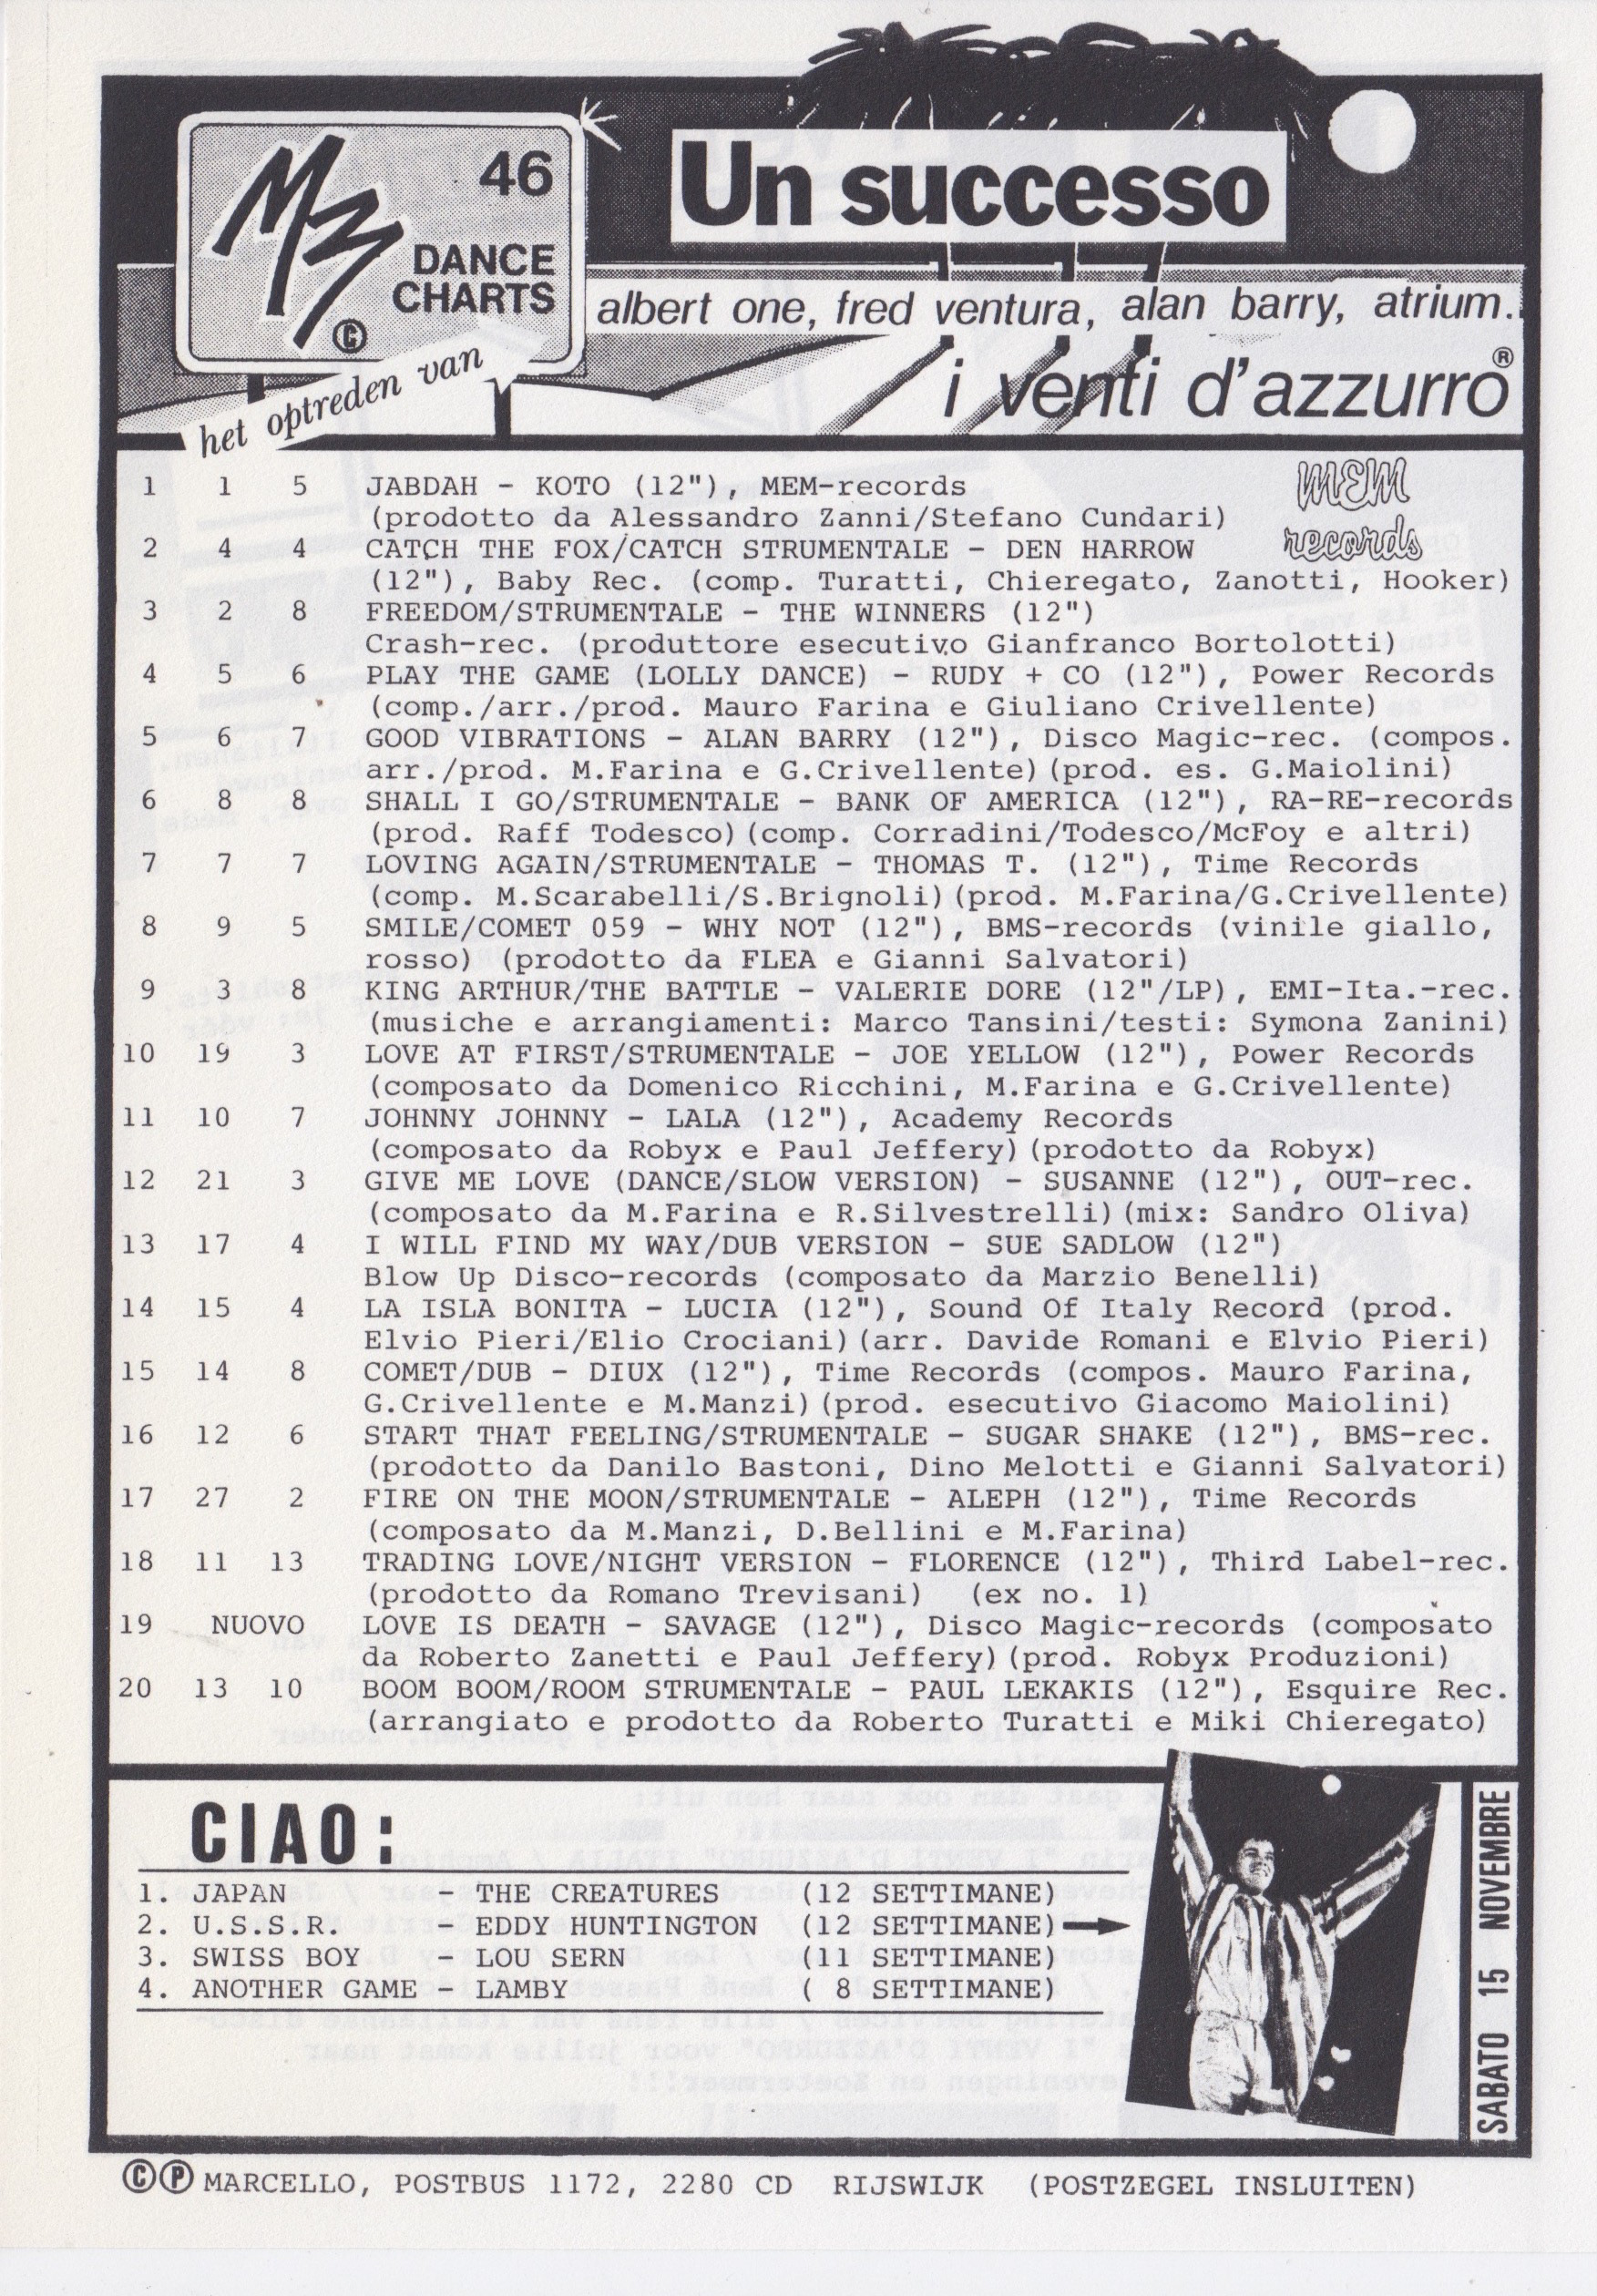 46
DANCE
CHARTS
©
Un successo
albert one, fred ventura, alan barry, atrium..
het optreden van
i venti d'azzurro®
MEM
records
1 1 5 JABDAH - KOTO (12"), MEM-records
(prodotto da Alessandro Zanni/Stefano Cundari)
2 4 4 CATCH THE FOX/CATCH STRUMENTALE - DEN HARROW
(12"), Baby Rec. (comp. Turatti, Chieregato, Zanotti, Hooker)
3 2 8 FREEDOM/STRUMENTALE - THE WINNERS (12")
Crash-rec. (produttore esecutivo Gianfranco Bortolotti)
4 5 6 PLAY THE GAME (LOLLY DANCE) - RUDY + CO (12"), Power Records
(comp./arr./prod. Mauro Farina e Giuliano Crivellente)
5 6 7 GOOD VIBRATIONS - ALAN BARRY (12"), Disco Magic-rec. (compos.
arr./prod. M.Farina e G.Crivellente)(prod. es. G.Maiolini)
6 8 8 SHALL I GO/STRUMENTALE - BANK OF AMERICA (12"), RA-RE-records
(prod. Raff Todesco)(comp. Corradini/Todesco/McFoy e altri)
7 7 7 LOVING AGAIN/STRUMENTALE - THOMAS T. (12"), Time Records
(comp. M.Scarabelli/S.Brignoli)(prod. M.Farina/G.Crivellente)
8 9 5 SMILE/COMET 059 - WHY NOT (12"), BMS-records (vinile giallo,
rosso) (prodotto da FLEA e Gianni Salvatori)
9 3 8 KING ARTHUR/THE BATTLE - VALERIE DORE (12"/LP), EMI-Ita.-rec.
(musiche e arrangiamenti: Marco Tansini/testi: Symona Zanini)
10 19 3 LOVE AT FIRST/STRUMENTALE - JOE YELLOW (12"), Power Records
(composato da Domenico Ricchini, M.Farina e G.Crivellente)
11 10 7 JOHNNY JOHNNY - LALA (12"), Academy Records
(composato da Robyx e Paul Jeffery)(prodotto da Robyx)
12 21 3 GIVE ME LOVE (DANCE/SLOW VERSION) - SUSANNE (12"), OUT-rec.
(composato da M.Farina e R.Silvestrelli)(mix: Sandro Oliva)
13 17 4 I WILL FIND MY WAY/DUB VERSION - SUE SADLOW (12")
Blow Up Disco-records (composato da Marzio Benelli)
14 15 4 LA ISLA BONITA - LUCIA (12"), Sound Of Italy Record (prod.
Elvio Pieri/Elio Crociani)(arr. Davide Romani e Elvio Pieri)
15 14 8 COMET/DUB - DIUX (12"), Time Records (compos. Mauro Farina,
G.Crivellente e M.Manzi)(prod. esecutivo Giacomo Maiolini)
16 12 6 START THAT FEELING/STRUMENTALE - SUGAR SHAKE (12"), BMS-rec.
(prodotto da Danilo Bastoni, Dino Melotti e Gianni Salvatori)
17 27 2 FIRE ON THE MOON/STRUMENTALE - ALEPH (12"), Time Records
(composato da M.Manzi, D.Bellini e M.Farina)
18 11 13 TRADING LOVE/NIGHT VERSION - FLORENCE (12"), Third Label-rec.
(prodotto da Romano Trevisani) (ex no. 1)
19 NUOVO LOVE IS DEATH - SAVAGE (12"), Disco Magic-records (composato
da Roberto Zanetti e Paul Jeffery)(prod. Robyx Produzioni)
20 13 10 BOOM BOOM/ROOM STRUMENTALE - PAUL LEKAKIS (12"), Esquire Rec.
(arrangiato e prodotto da Roberto Turatti e Miki Chieregato)
CIAO:
1. JAPAN - THE CREATURES (12 SETTIMANE)
2. U.S.S.R. - EDDY HUNTINGTON (12 SETTIMANE)
3. SWISS BOY - LOU SERN (11 SETTIMANE)
4. ANOTHER GAME - LAMBY ( 8 SETTIMANE)
SABATO 15 NOVEMBRE
©℗ MARCELLO, POSTBUS 1172, 2280 CD RIJSWIJK (POSTZEGEL INSLUITEN)